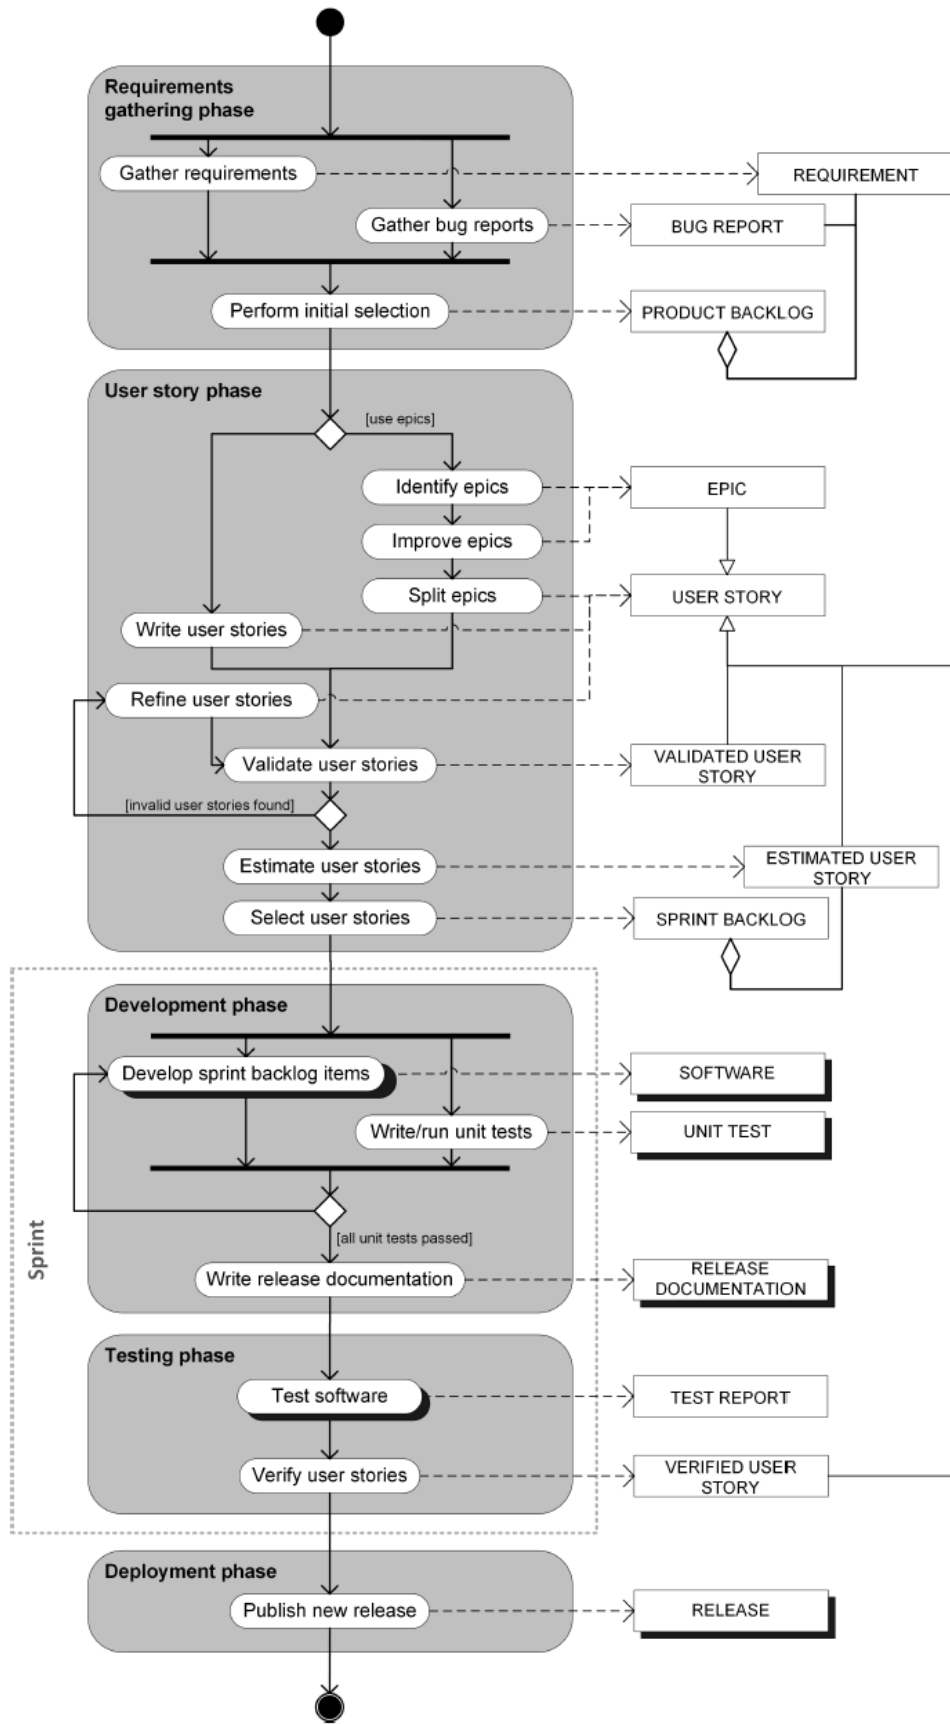 Requirements
gathering phase
Gather requirements
REQUIREMENT
Gather bug reports
BUG REPORT
Perform initial selection
PRODUCT BACKLOG
User story phase
[use epics]
Identify epics
EPIC
Improve epics
Split epics
USER STORY
Write user stories
Refine user stories
Validate user stories
VALIDATED USER
STORY
[invalid user stories found]
Estimate user stories
ESTIMATED USER
STORY
Select user stories
SPRINT BACKLOG
Sprint
Development phase
Develop sprint backlog items
SOFTWARE
Write/run unit tests
UNIT TEST
[all unit tests passed]
Write release documentation
RELEASE
DOCUMENTATION
Testing phase
Test software
TEST REPORT
Verify user stories
VERIFIED USER
STORY
Deployment phase
Publish new release
RELEASE